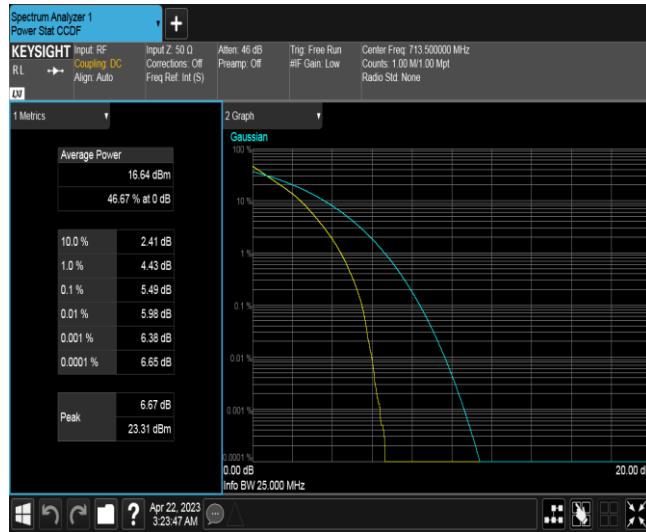 Spectrum Analyzer 1
Power Stat CCDF
+
KEYSIGHT
RL
LXI
Input: RF
Coupling: DC
Align: Auto
Input Z: 50 Ω
Corrections: Off
Freq Ref: Int (S)
Atten: 46 dB
Preamp: Off
Trig: Free Run
#IF Gain: Low
Center Freq: 713.500000 MHz
Counts: 1.00 M/1.00 Mpt
Radio Std: None
1 Metrics
Average Power
16.64 dBm
46.67 % at 0 dB
10.0 % 2.41 dB
1.0 % 4.43 dB
0.1 % 5.49 dB
0.01 % 5.98 dB
0.001 % 6.38 dB
0.0001 % 6.65 dB
Peak
6.67 dB
23.31 dBm
2 Graph
Gaussian
100 %
10 %
1 %
0.1 %
0.01 %
0.001 %
0.0001 %
0.00 dB
20.00 d
Info BW 25.000 MHz
?
Apr 22, 2023
3:23:47 AM